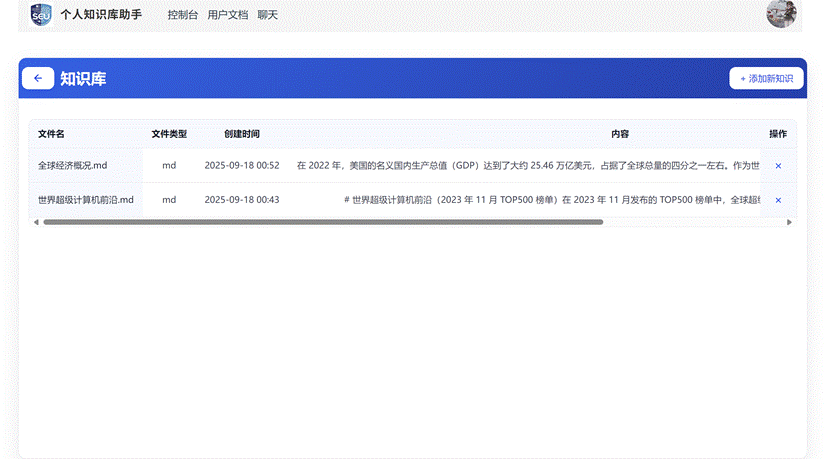 SEU 个人知识库助手 控制台 用户文档 聊天
← 知识库 + 添加新知识
文件名 文件类型 创建时间 内容 操作
全球经济概况.md md 2025-09-18 00:52 在 2022 年，美国的名义国内生产总值（GDP）达到了大约 25.46 万亿美元，占据了全球总量的四分之一左右。作为世 ×
世界超级计算机前沿.md md 2025-09-18 00:43 # 世界超级计算机前沿（2023 年 11 月 TOP500 榜单）在 2023 年 11 月发布的 TOP500 榜单中，全球超级 ×